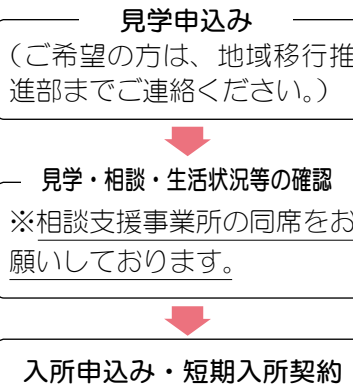 見学申込み
（ご希望の方は、地域移行推
進部までご連絡ください。）
見学・相談・生活状況等の確認
※相談支援事業所の同席をお
願いしております。
入所申込み・短期入所契約